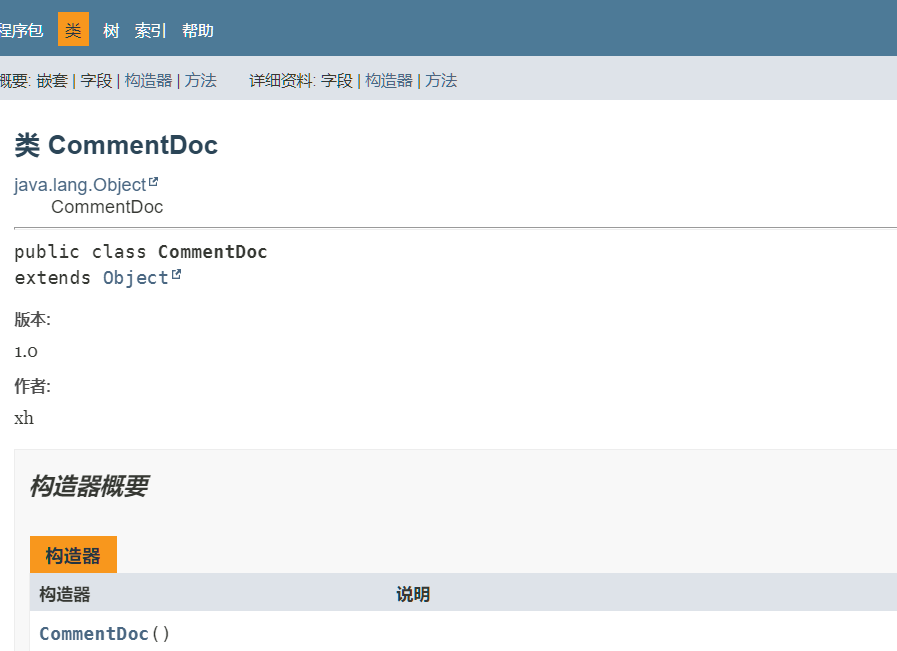 程序包 类 树 索引 帮助
概要: 嵌套 | 字段 | 构造器 | 方法 详细资料: 字段 | 构造器 | 方法
类 CommentDoc
java.lang.Object
CommentDoc
public class CommentDoc
extends Object
版本:
1.0
作者:
xh
构造器概要
构造器
构造器 说明
CommentDoc()